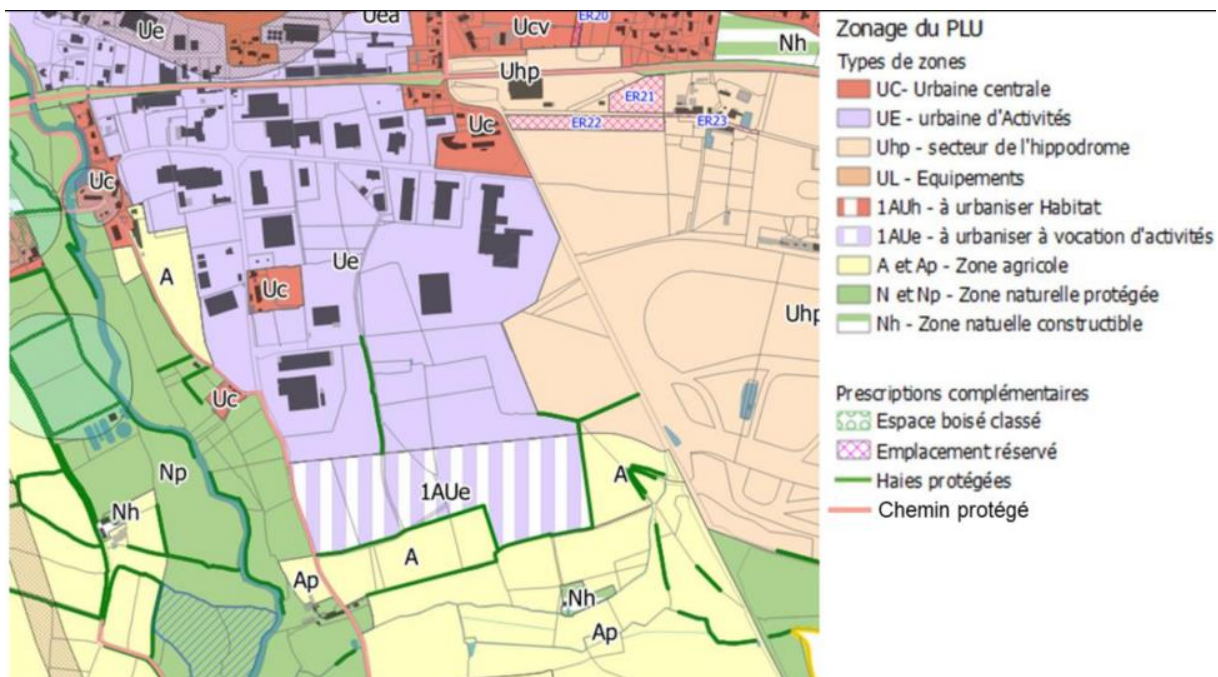 Ue
Uea
Ucv
ER20
Nh
Uhp
ER21
ER22
ER23
Uc
Uc
A
Ue
Uc
Uhp
Uc
Np
1AUe
A
Nh
A
Ap
Nh
Ap
Zonage du PLU
Types de zones
UC- Urbaine centrale
UE - urbaine d'Activités
Uhp - secteur de l'hippodrome
UL - Equipements
1AUh - à urbaniser Habitat
1AUe - à urbaniser à vocation d'activités
A et Ap - Zone agricole
N et Np - Zone naturelle protégée
Nh - Zone natuelle constructible
Prescriptions complémentaires
Espace boisé classé
Emplacement réservé
Haies protégées
Chemin protégé